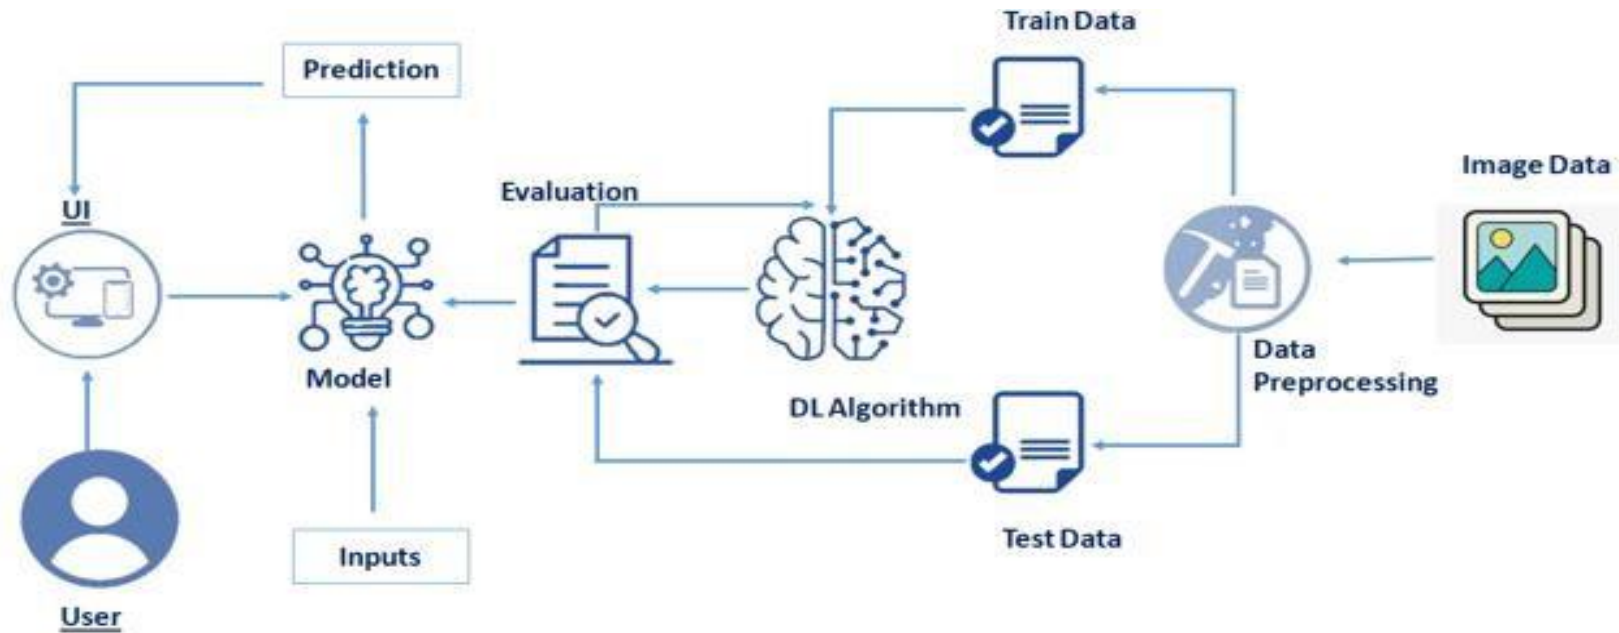 Train Data
Prediction
Image Data
Evaluation
UI
Data
Preprocessing
Model
DL Algorithm
Test Data
Inputs
User